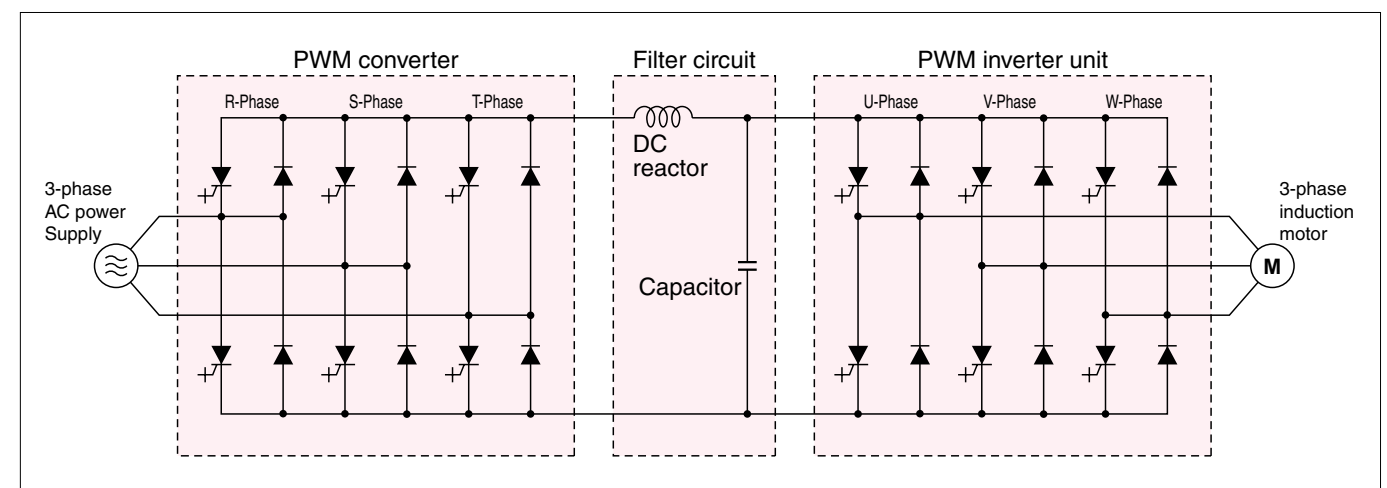 PWM converter
Filter circuit
PWM inverter unit
R-Phase
S-Phase
T-Phase
U-Phase
V-Phase
W-Phase
DC
reactor
3-phase
AC power
Supply
3-phase
induction
motor
M
Capacitor